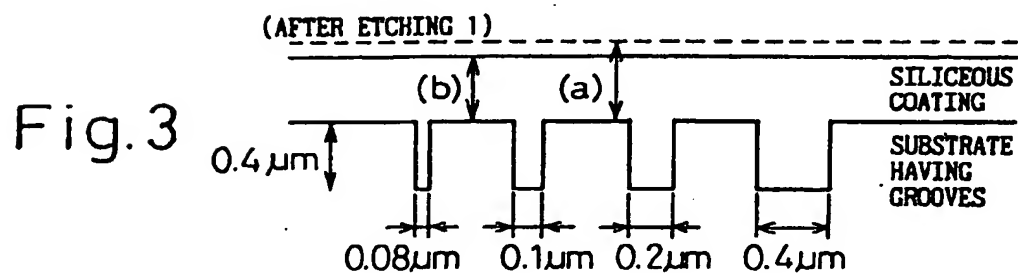 (AFTER ETCHING 1)
(b)
(a)
SILICEOUS
COATING
Fig.3
0.4μm
SUBSTRATE
HAVING
GROOVES
0.08μm
0.1μm
0.2μm
0.4μm